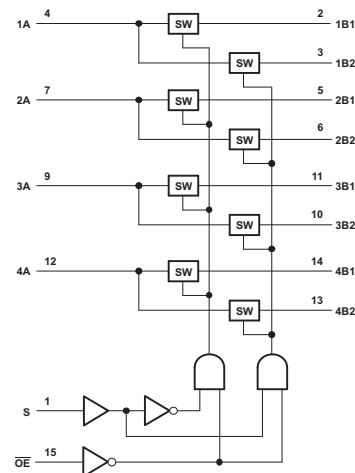 1A 4 SW 2 1B1
SW 3 1B2
2A 7 SW 5 2B1
SW 6 2B2
3A 9 SW 11 3B1
SW 10 3B2
4A 12 SW 14 4B1
SW 13 4B2
S 1
OE 15